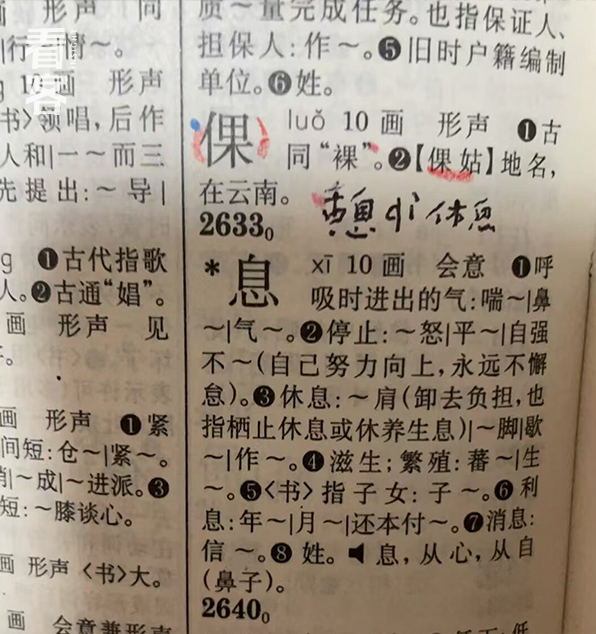 画 形声 同
|行~|情~。
g 10画 形声
书〉领唱,后作
人和|一~而三
先提出:~导|
g ❶古代指歌
人。❷古通“娼”。
画 形声 见
画 形声 ❶紧
间短:仓~|紧~。
~成|~进派。❸
短:~膝谈心。
画 形声〈书〉大。
画 会意兼形声
看客
质~量完成任务。也指保证人、
担保人:作~。❺旧时户籍编制
单位。❻姓。
倮 luǒ 10画 形声 ❶古
同“裸”。❷【倮姑】地名,
在云南。
憩 qì 休息
2633₀
*息 xī 10画 会意 ❶呼
吸时进出的气:喘~|鼻
~|气~。❷停止:~怒|平~|自强
不~(自己努力向上,永远不懈
怠)。❸休息:~肩(卸去负担,也
指栖止休息或休养生息)|~脚|歇
~|作~。❹滋生;繁殖:蕃~|生
~。❺〈书〉指子女:子~。❻利
息:年~|月~|还本付~。❼消息:
信~。❽姓。◀息,从心,从自
(鼻子)。
2640₀